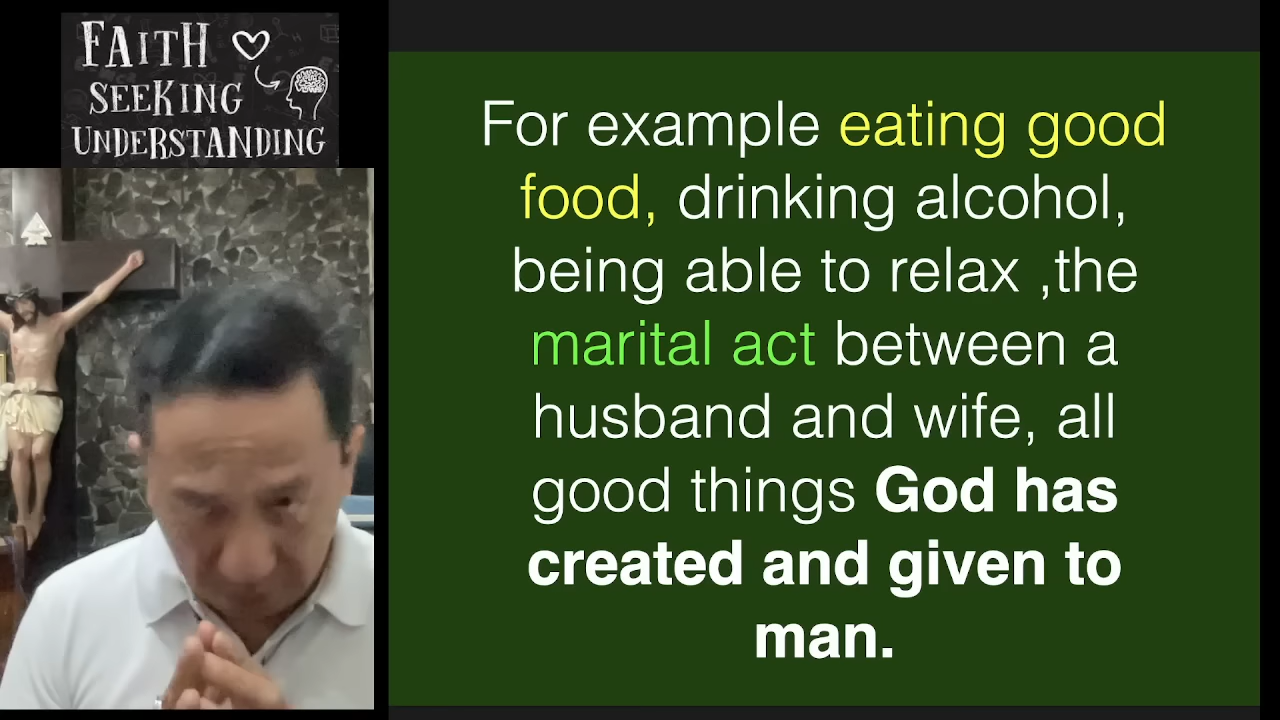 FAITH
SEEKING
UNDERSTANDING
For example eating good
food, drinking alcohol,
being able to relax ,the
marital act between a
husband and wife, all
good things God has
created and given to
man.